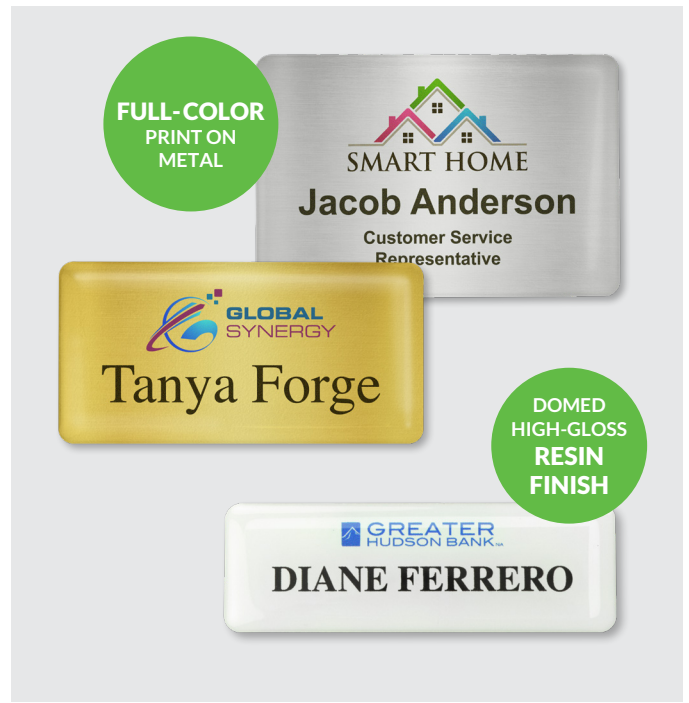 FULL-COLOR
PRINT ON
METAL
SMART HOME
Jacob Anderson
Customer Service
Representative
GLOBAL
SYNERGY
Tanya Forge
DOMED
HIGH-GLOSS
RESIN
FINISH
GREATER
HUDSON BANK
DIANE FERRERO